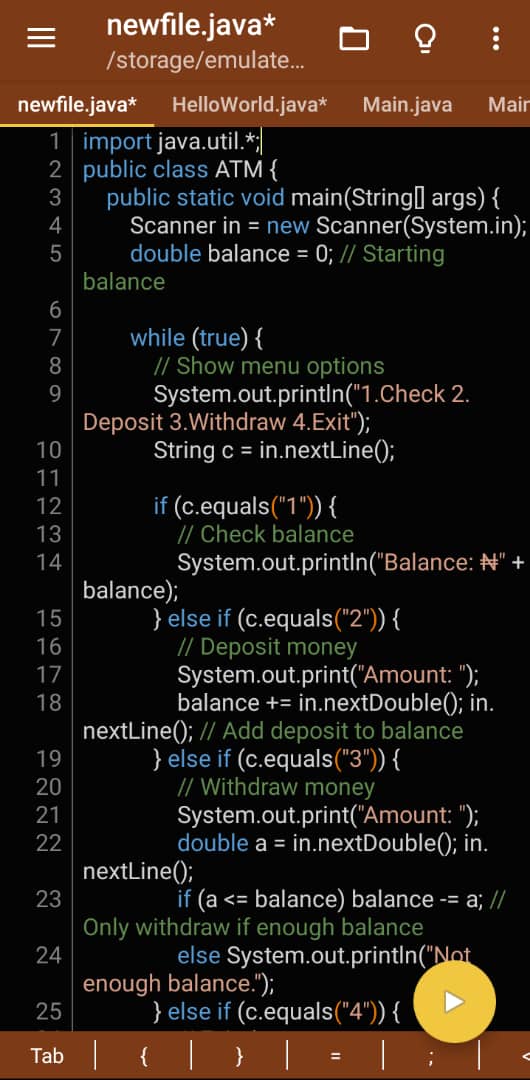 newfile.java*
/storage/emulate...
newfile.java* HelloWorld.java* Main.java Mair
1 import java.util.*;
2 public class ATM {
3 public static void main(String[] args) {
4 Scanner in = new Scanner(System.in);
5 double balance = 0; // Starting
balance
6
7 while (true) {
8 // Show menu options
9 System.out.println("1.Check 2.
Deposit 3.Withdraw 4.Exit");
10 String c = in.nextLine();
11
12 if (c.equals("1")) {
13 // Check balance
14 System.out.println("Balance: ₦" +
balance);
15 } else if (c.equals("2")) {
16 // Deposit money
17 System.out.print("Amount: ");
18 balance += in.nextDouble(); in.
nextLine(); // Add deposit to balance
19 } else if (c.equals("3")) {
20 // Withdraw money
21 System.out.print("Amount: ");
22 double a = in.nextDouble(); in.
nextLine();
23 if (a <= balance) balance -= a; //
Only withdraw if enough balance
24 else System.out.println("Not
enough balance.");
25 } else if (c.equals("4")) {
Tab { } = ; <